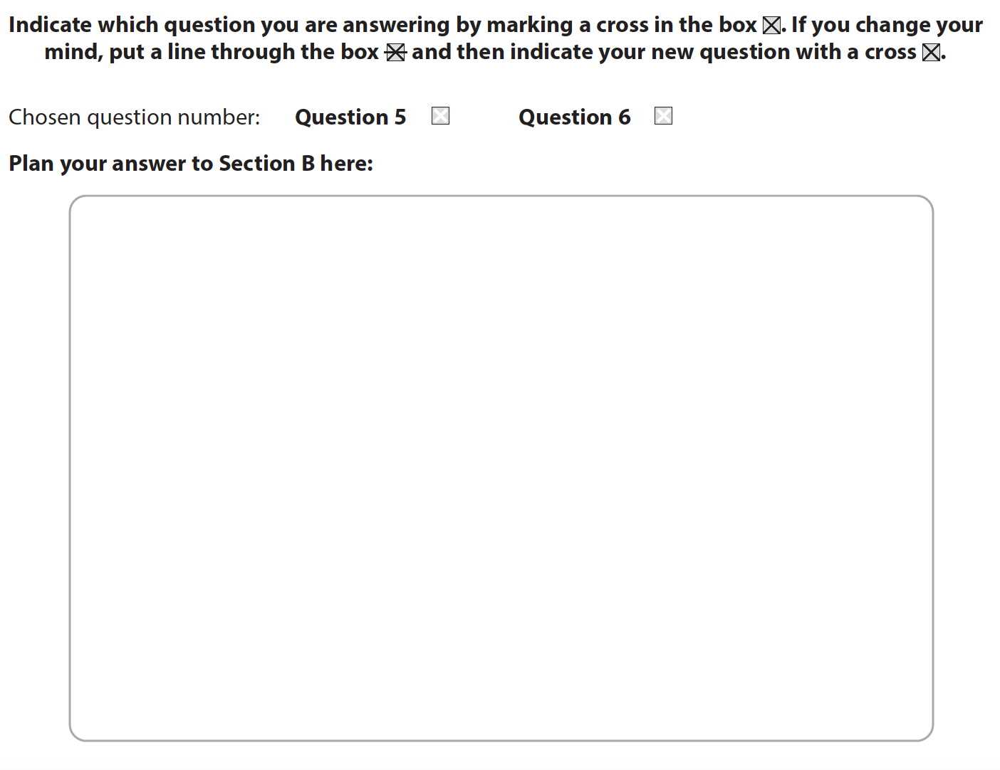 Indicate which question you are answering by marking a cross in the box ☒. If you change your
mind, put a line through the box ☒ and then indicate your new question with a cross ☒.
Chosen question number: Question 5 ☒ Question 6 ☒
Plan your answer to Section B here: